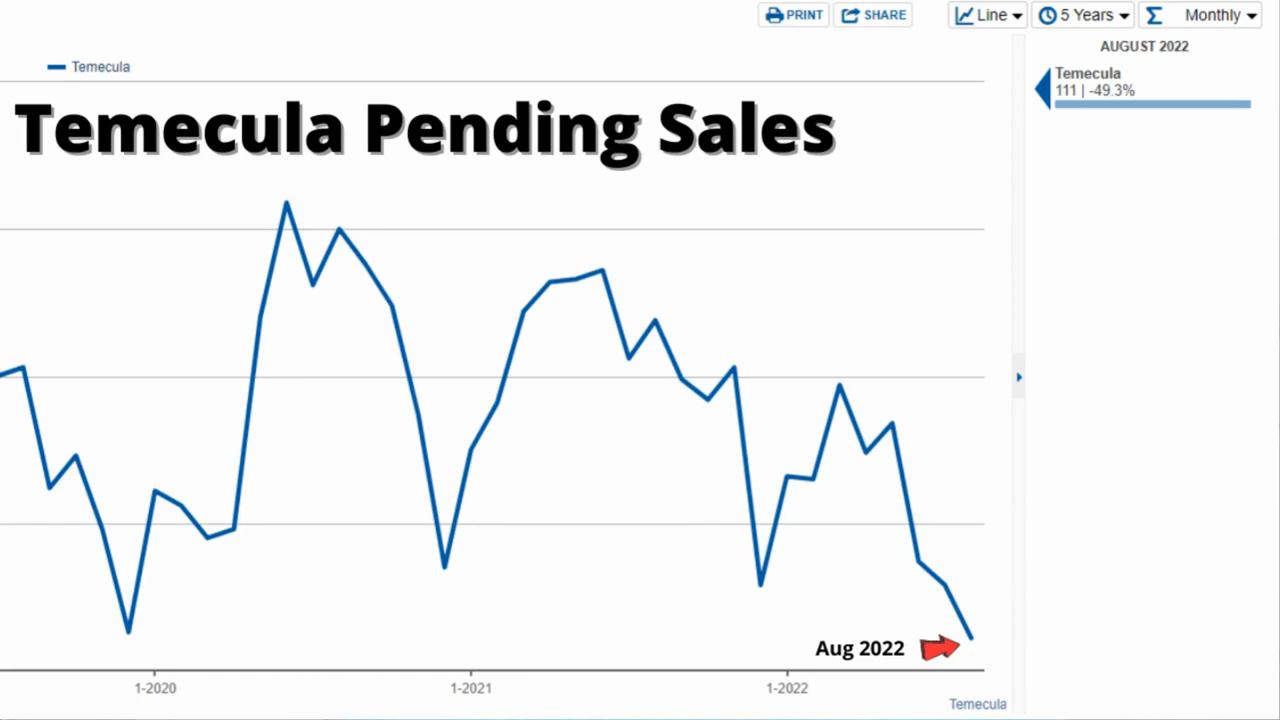 PRINT SHARE Line 5 Years Σ Monthly
AUGUST 2022
Temecula
Temecula
111 | -49.3%
Temecula Pending Sales
Aug 2022
1-2020 1-2021 1-2022
Temecula